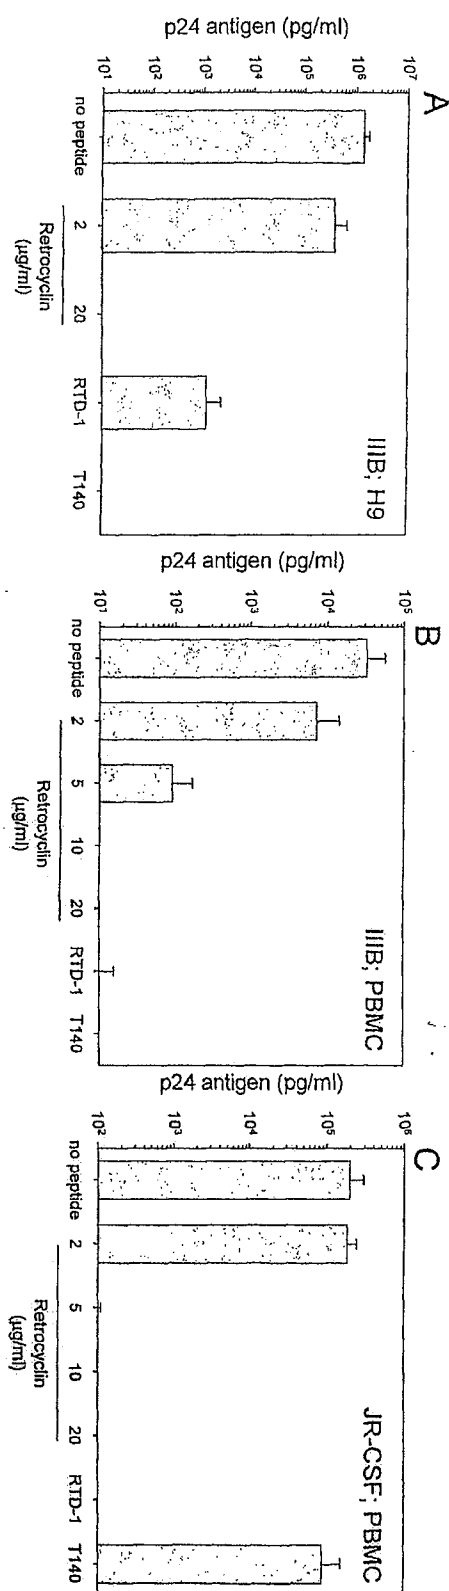 A
IIIB; H9
p24 antigen (pg/ml)
10⁷
10⁶
10⁵
10⁴
10³
10²
10¹
no peptide 2 20 RTD-1 T140
Retrocyclin
(µg/ml)
B
IIIB; PBMC
p24 antigen (pg/ml)
10⁵
10⁴
10³
10²
10¹
no peptide 2 5 10 20 RTD-1 T140
Retrocyclin
(µg/ml)
C
JR-CSF; PBMC
p24 antigen (pg/ml)
10⁶
10⁵
10⁴
10³
10²
no peptide 2 5 10 20 RTD-1 T140
Retrocyclin
(µg/ml)